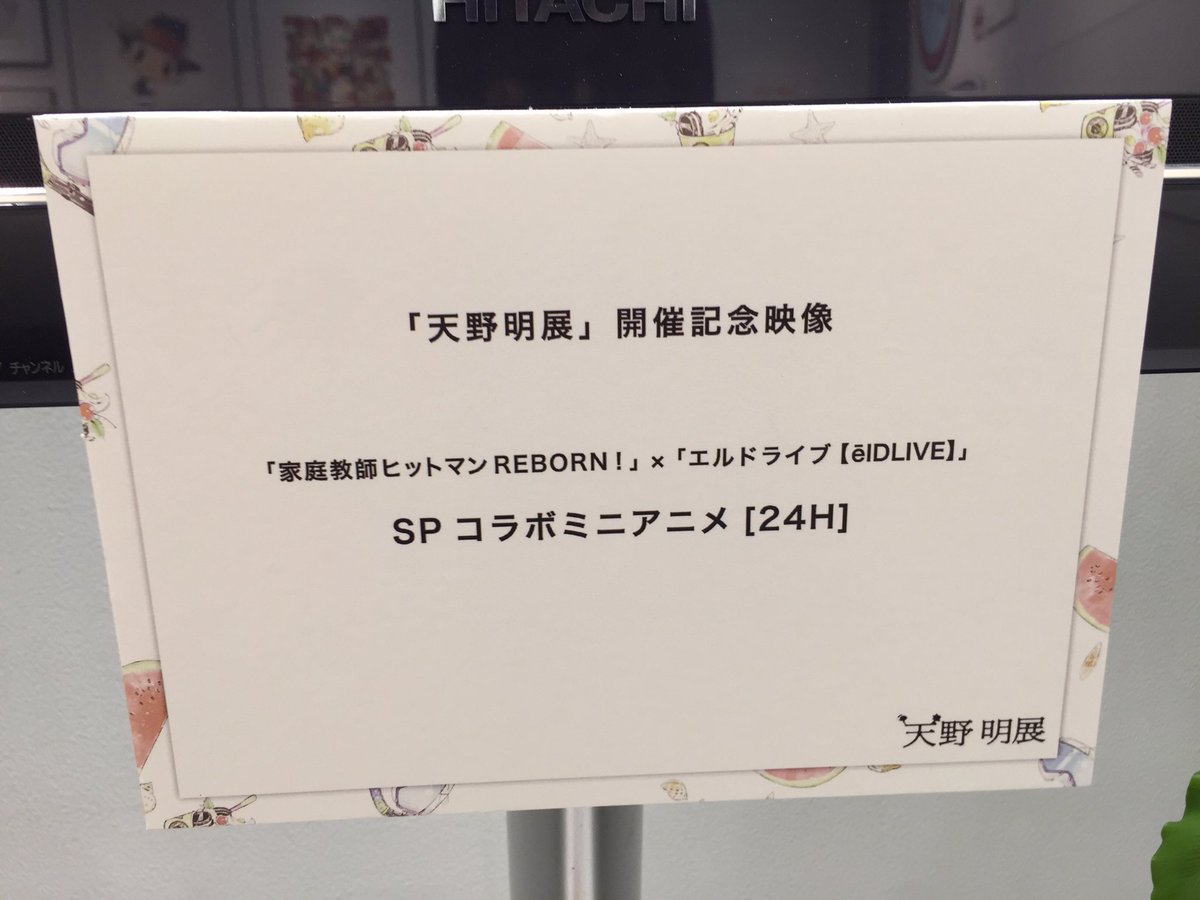 HITACHI
チャンネル
「天野明展」開催記念映像
「家庭教師ヒットマンREBORN！」×「エルドライブ【ēlDLIVE】」
SPコラボミニアニメ [24H]
天野明展